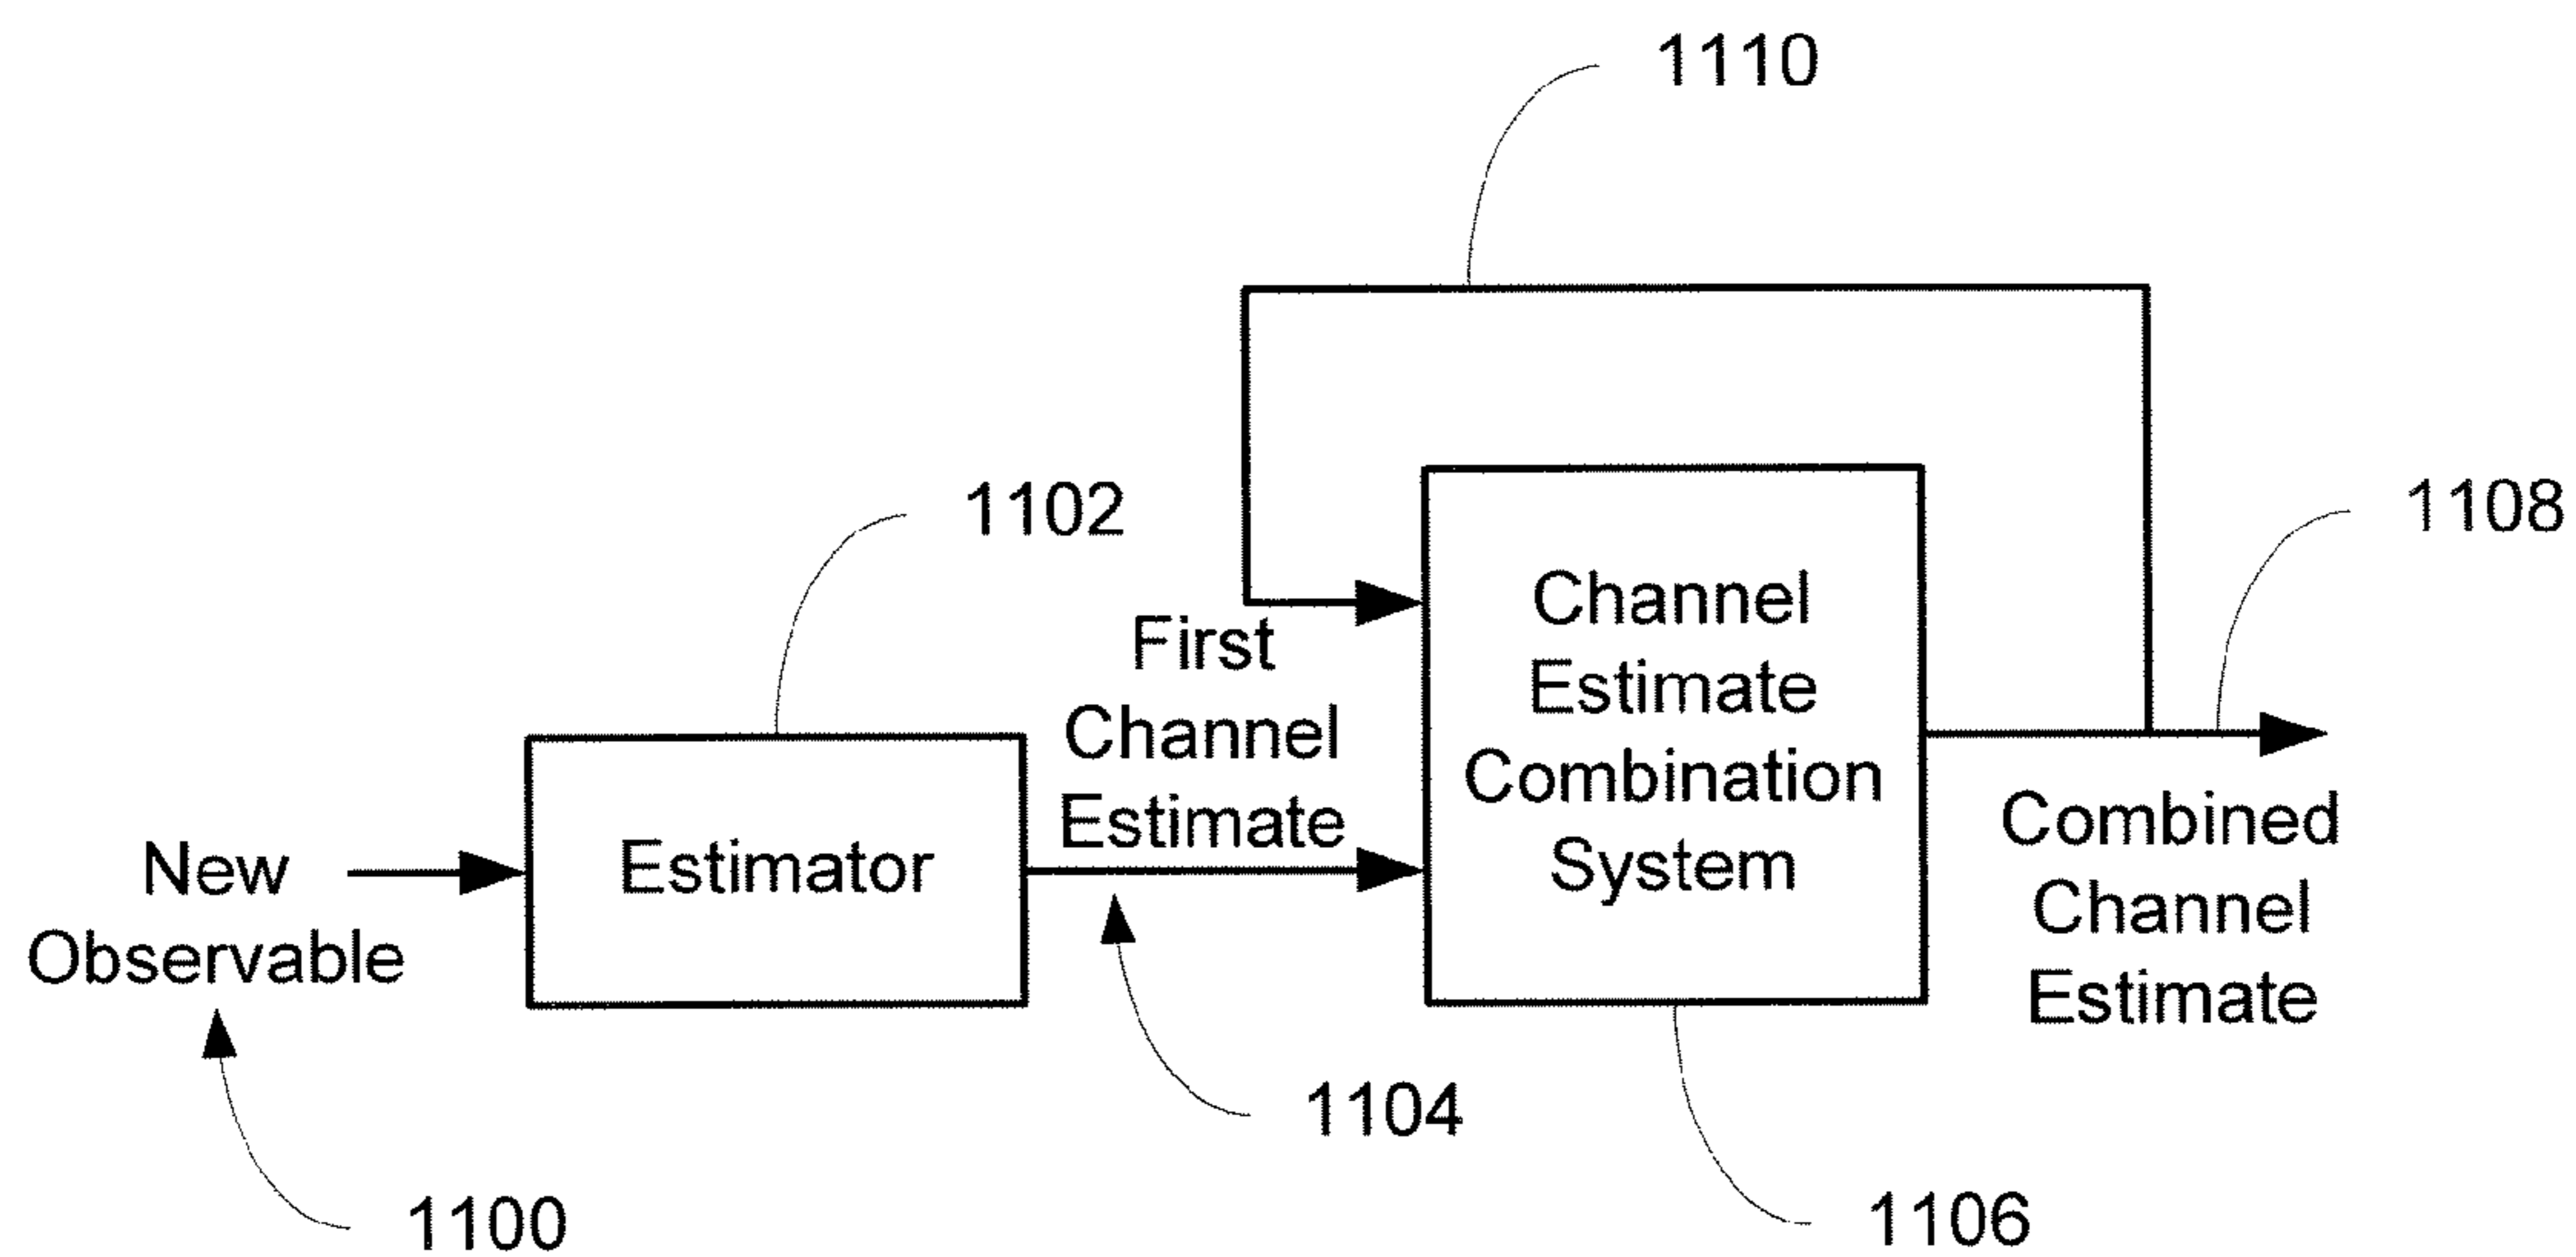 1110
1102
1108
First
Channel
Estimate
Channel
Estimate
Combination
System
New
Observable
Estimator
Combined
Channel
Estimate
1104
1100
1106